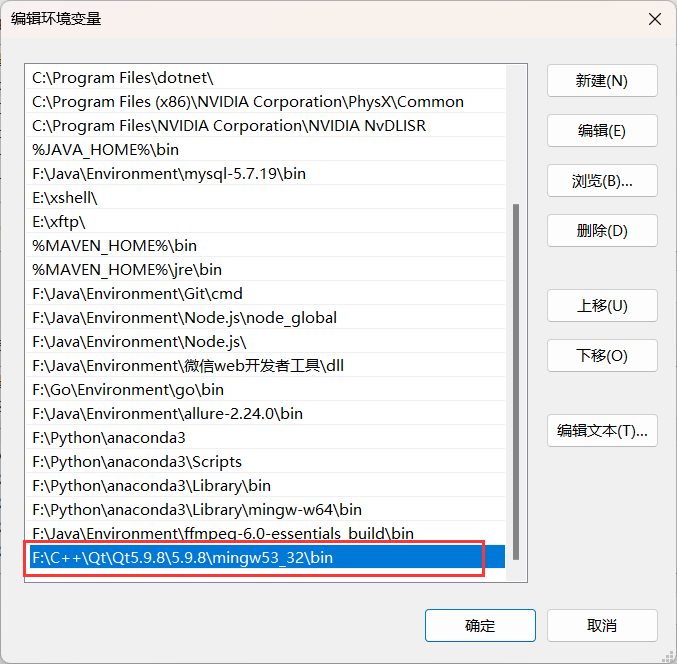 编辑环境变量
C:\Program Files\dotnet\
C:\Program Files (x86)\NVIDIA Corporation\PhysX\Common
C:\Program Files\NVIDIA Corporation\NVIDIA NvDLISR
%JAVA_HOME%\bin
F:\Java\Environment\mysql-5.7.19\bin
E:\xshell\
E:\xftp\
%MAVEN_HOME%\bin
%MAVEN_HOME%\jre\bin
F:\Java\Environment\Git\cmd
F:\Java\Environment\Node.js\node_global
F:\Java\Environment\Node.js\
F:\Java\Environment\微信web开发者工具\dll
F:\Go\Environment\go\bin
F:\Java\Environment\allure-2.24.0\bin
F:\Python\anaconda3
F:\Python\anaconda3\Scripts
F:\Python\anaconda3\Library\bin
F:\Python\anaconda3\Library\mingw-w64\bin
F:\Java\Environment\ffmpeg-6.0-essentials_build\bin
F:\C++\Qt\Qt5.9.8\5.9.8\mingw53_32\bin
新建(N)
编辑(E)
浏览(B)...
删除(D)
上移(U)
下移(O)
编辑文本(T)...
确定
取消